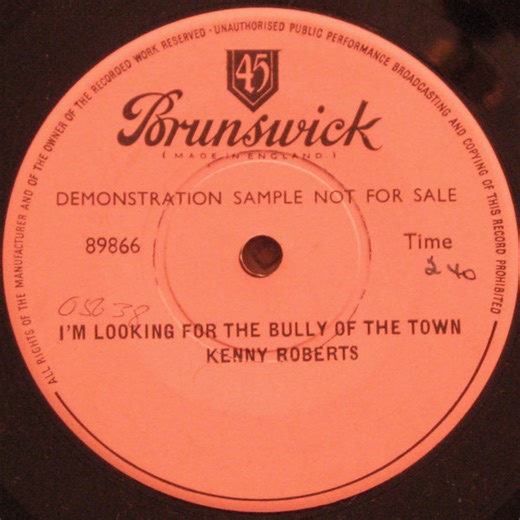 ALL RIGHTS OF THE MANUFACTURER AND OF THE OWNER OF THE RECORDED WORK RESERVED · UNAUTHORISED PUBLIC PERFORMANCE BROADCASTING AND COPYING OF THIS RECORD PROHIBITED
45
Brunswick
(MADE IN ENGLAND)
DEMONSTRATION SAMPLE NOT FOR SALE
89866 Time
2 40
I'M LOOKING FOR THE BULLY OF THE TOWN
KENNY ROBERTS